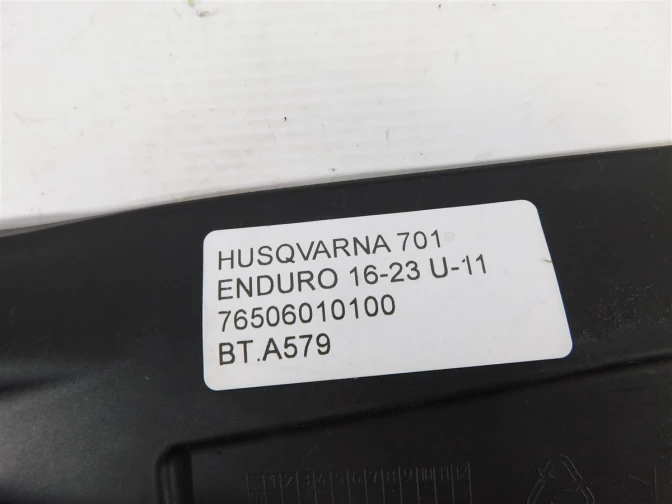 HUSQVARNA 701
ENDURO 16-23 U-11
76506010100
BT.A579